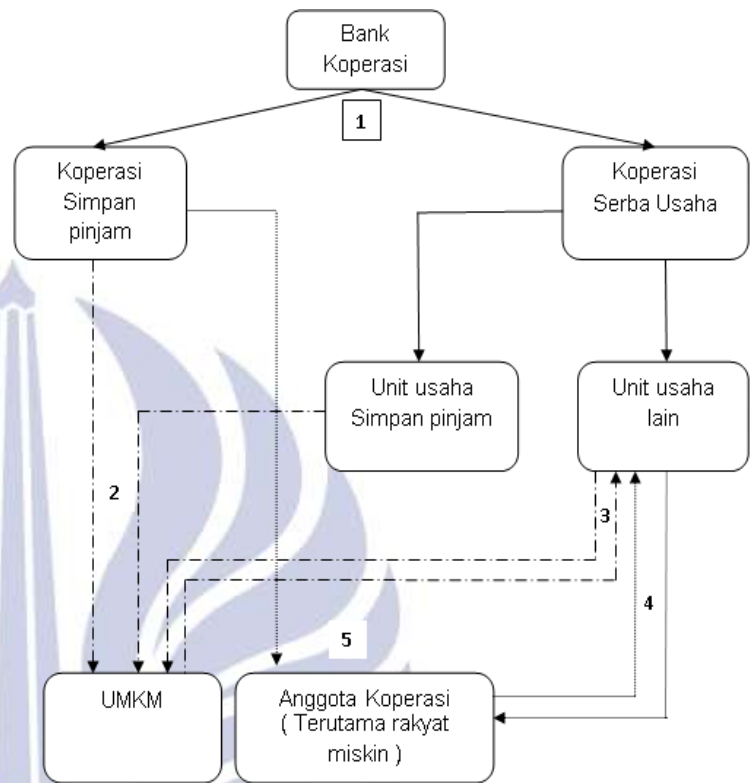 Bank
Koperasi
1
Koperasi
Simpan
pinjam
Koperasi
Serba Usaha
Unit usaha
Simpan pinjam
Unit usaha
lain
2
3
4
5
UMKM
Anggota Koperasi
( Terutama rakyat
miskin )